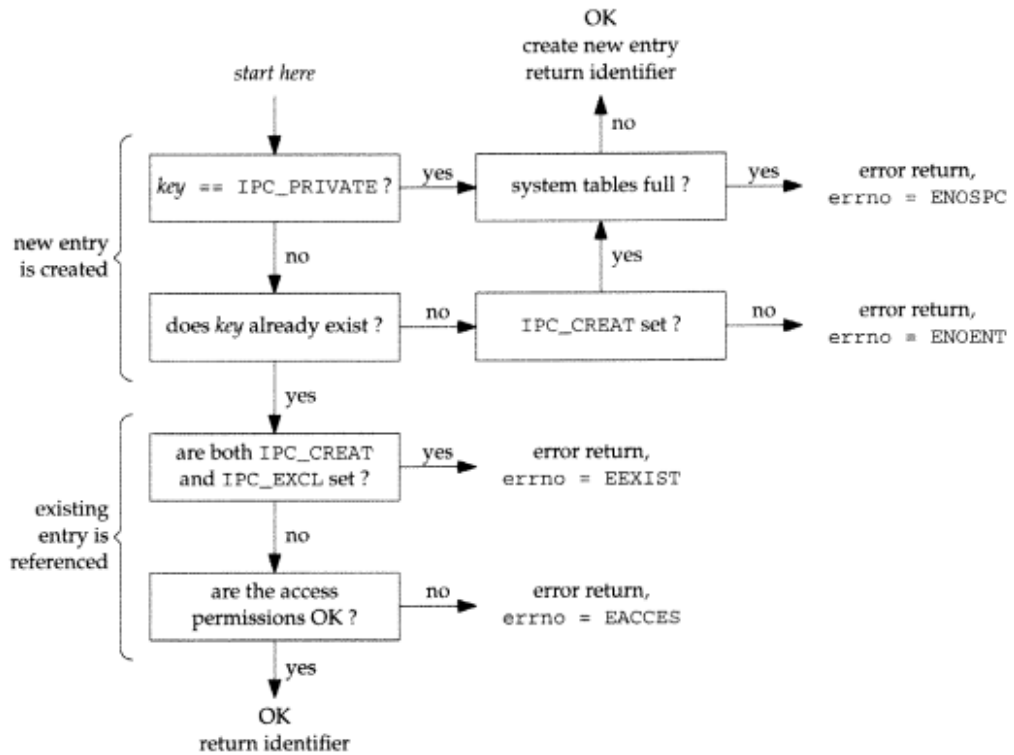 OK
create new entry
return identifier
start here
no
key == IPC_PRIVATE ?
yes
system tables full ?
yes
error return,
errno = ENOSPC
new entry
is created
no
yes
does key already exist ?
no
IPC_CREAT set ?
no
error return,
errno = ENOENT
yes
are both IPC_CREAT
and IPC_EXCL set ?
yes
error return,
errno = EEXIST
existing
entry is
referenced
no
are the access
permissions OK ?
no
error return,
errno = EACCES
yes
OK
return identifier